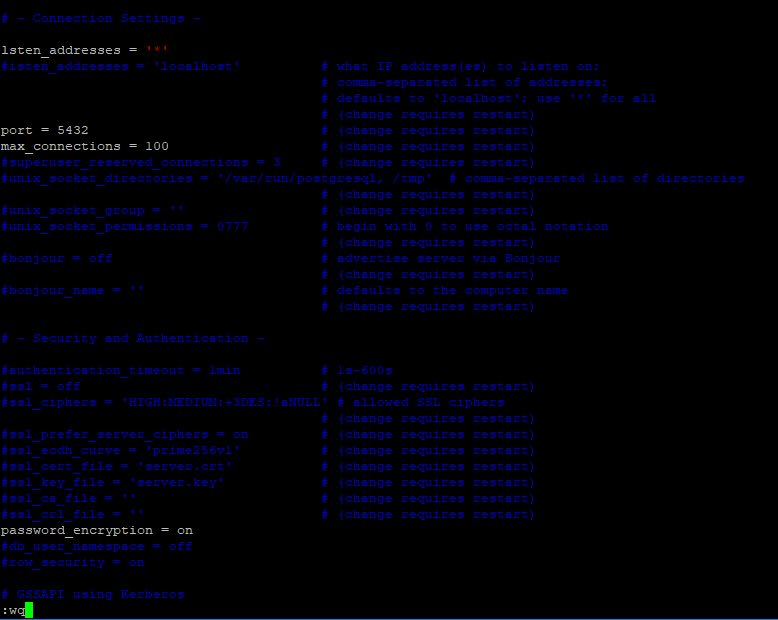 # - Connection Settings -
lsten_addresses = '*'
#isten_addresses = 'localhost' # what IP address(es) to listen on;
# comma-separated list of addresses;
# defaults to 'localhost'; use '*' for all
# (change requires restart)
port = 5432 # (change requires restart)
max_connections = 100 # (change requires restart)
#superuser_reserved_connections = 3 # (change requires restart)
#unix_socket_directories = '/var/run/postgresql, /tmp' # comma-separated list of directories
# (change requires restart)
#unix_socket_group = '' # (change requires restart)
#unix_socket_permissions = 0777 # begin with 0 to use octal notation
# (change requires restart)
#bonjour = off # advertise server via Bonjour
# (change requires restart)
#bonjour_name = '' # defaults to the computer name
# (change requires restart)
# - Security and Authentication -
#authentication_timeout = 1min # 1s-600s
#ssl = off # (change requires restart)
#ssl_ciphers = 'HIGH:MEDIUM:+3DES:!aNULL' # allowed SSL ciphers
# (change requires restart)
#ssl_prefer_server_ciphers = on # (change requires restart)
#ssl_ecdh_curve = 'prime256v1' # (change requires restart)
#ssl_cert_file = 'server.crt' # (change requires restart)
#ssl_key_file = 'server.key' # (change requires restart)
#ssl_ca_file = '' # (change requires restart)
#ssl_crl_file = '' # (change requires restart)
password_encryption = on
#db_user_namespace = off
#row_security = on
# GSSAPI using Kerberos
:wq